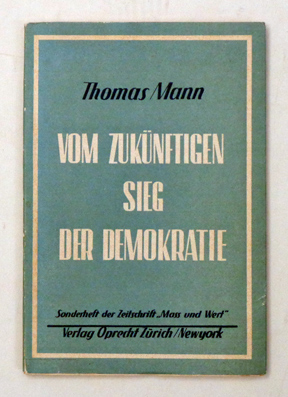 Thomas Mann
VOM ZUKÜNFTIGEN
SIEG
DER DEMOKRATIE
Sonderheft der Zeitschrift „Mass und Wert“
Verlag Oprecht Zürich/Newyork